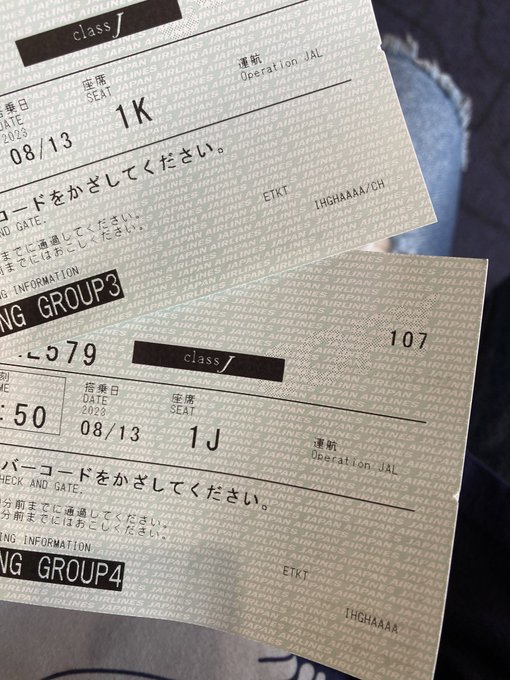 class J
搭乗日
DATE
2023
08/13
座席
SEAT
1K
運航
Operation JAL
コードをかざしてください。
AND GATE.
までに通過してください。
前までにはおこしください。
ETKT
IHGHAAAA/CH
NG INFORMATION
NG GROUP3
2579
class J
107
刻
ME
:50
搭乗日
DATE
2023
08/13
座席
SEAT
1J
運航
Operation JAL
バーコードをかざしてください。
CHECK AND GATE.
分前までに通過してください。
分前までにはおこしください。
ING INFORMATION
NG GROUP4
ETKT
IHGHAAAA
JAPAN AIRLINES